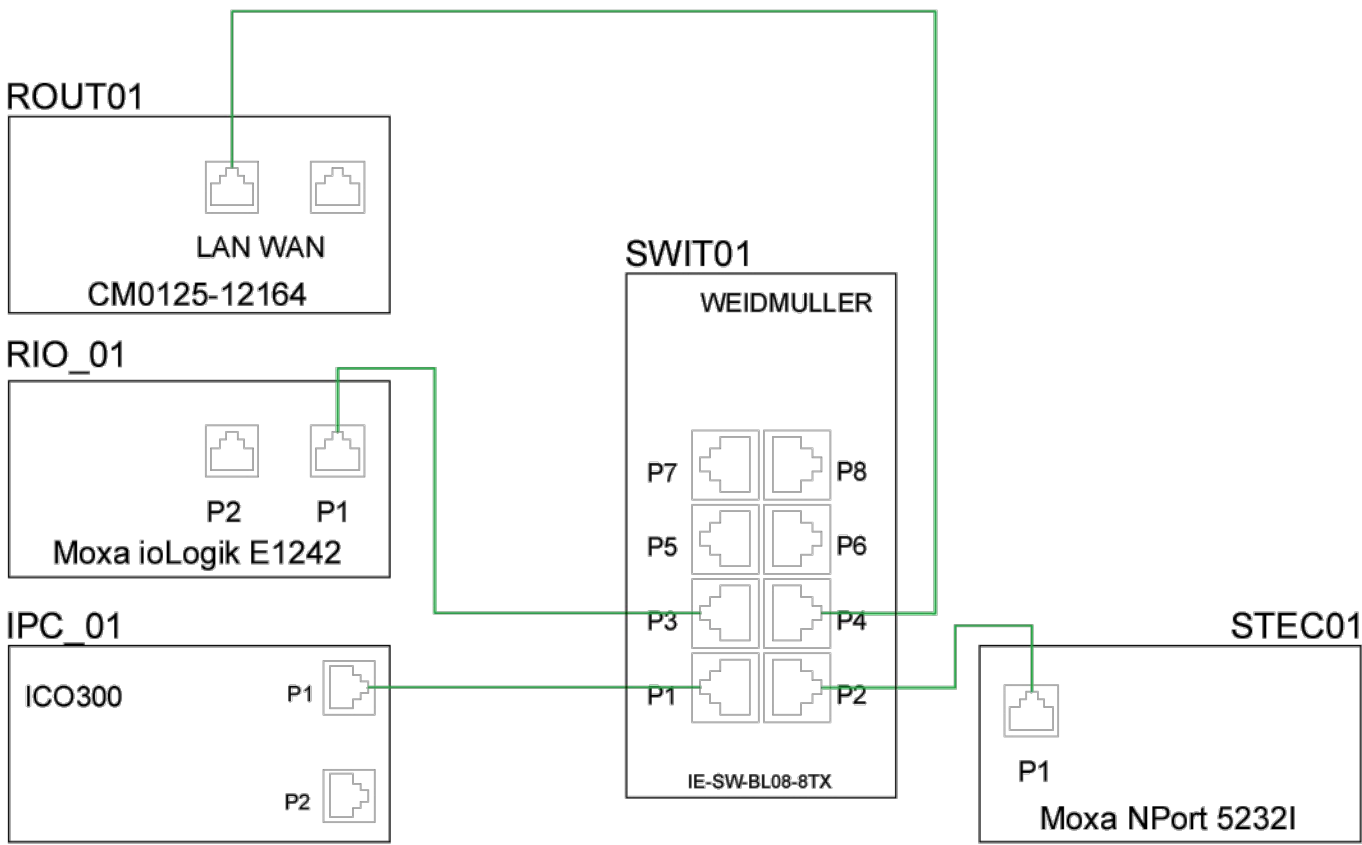 ROUT01
LAN WAN
CM0125-12164
RIO_01
P2 P1
Moxa ioLogik E1242
IPC_01
ICO300
P1
P2
SWIT01
WEIDMULLER
P7 P8
P5 P6
P3 P4
P1 P2
IE-SW-BL08-8TX
STEC01
P1
Moxa NPort 5232I